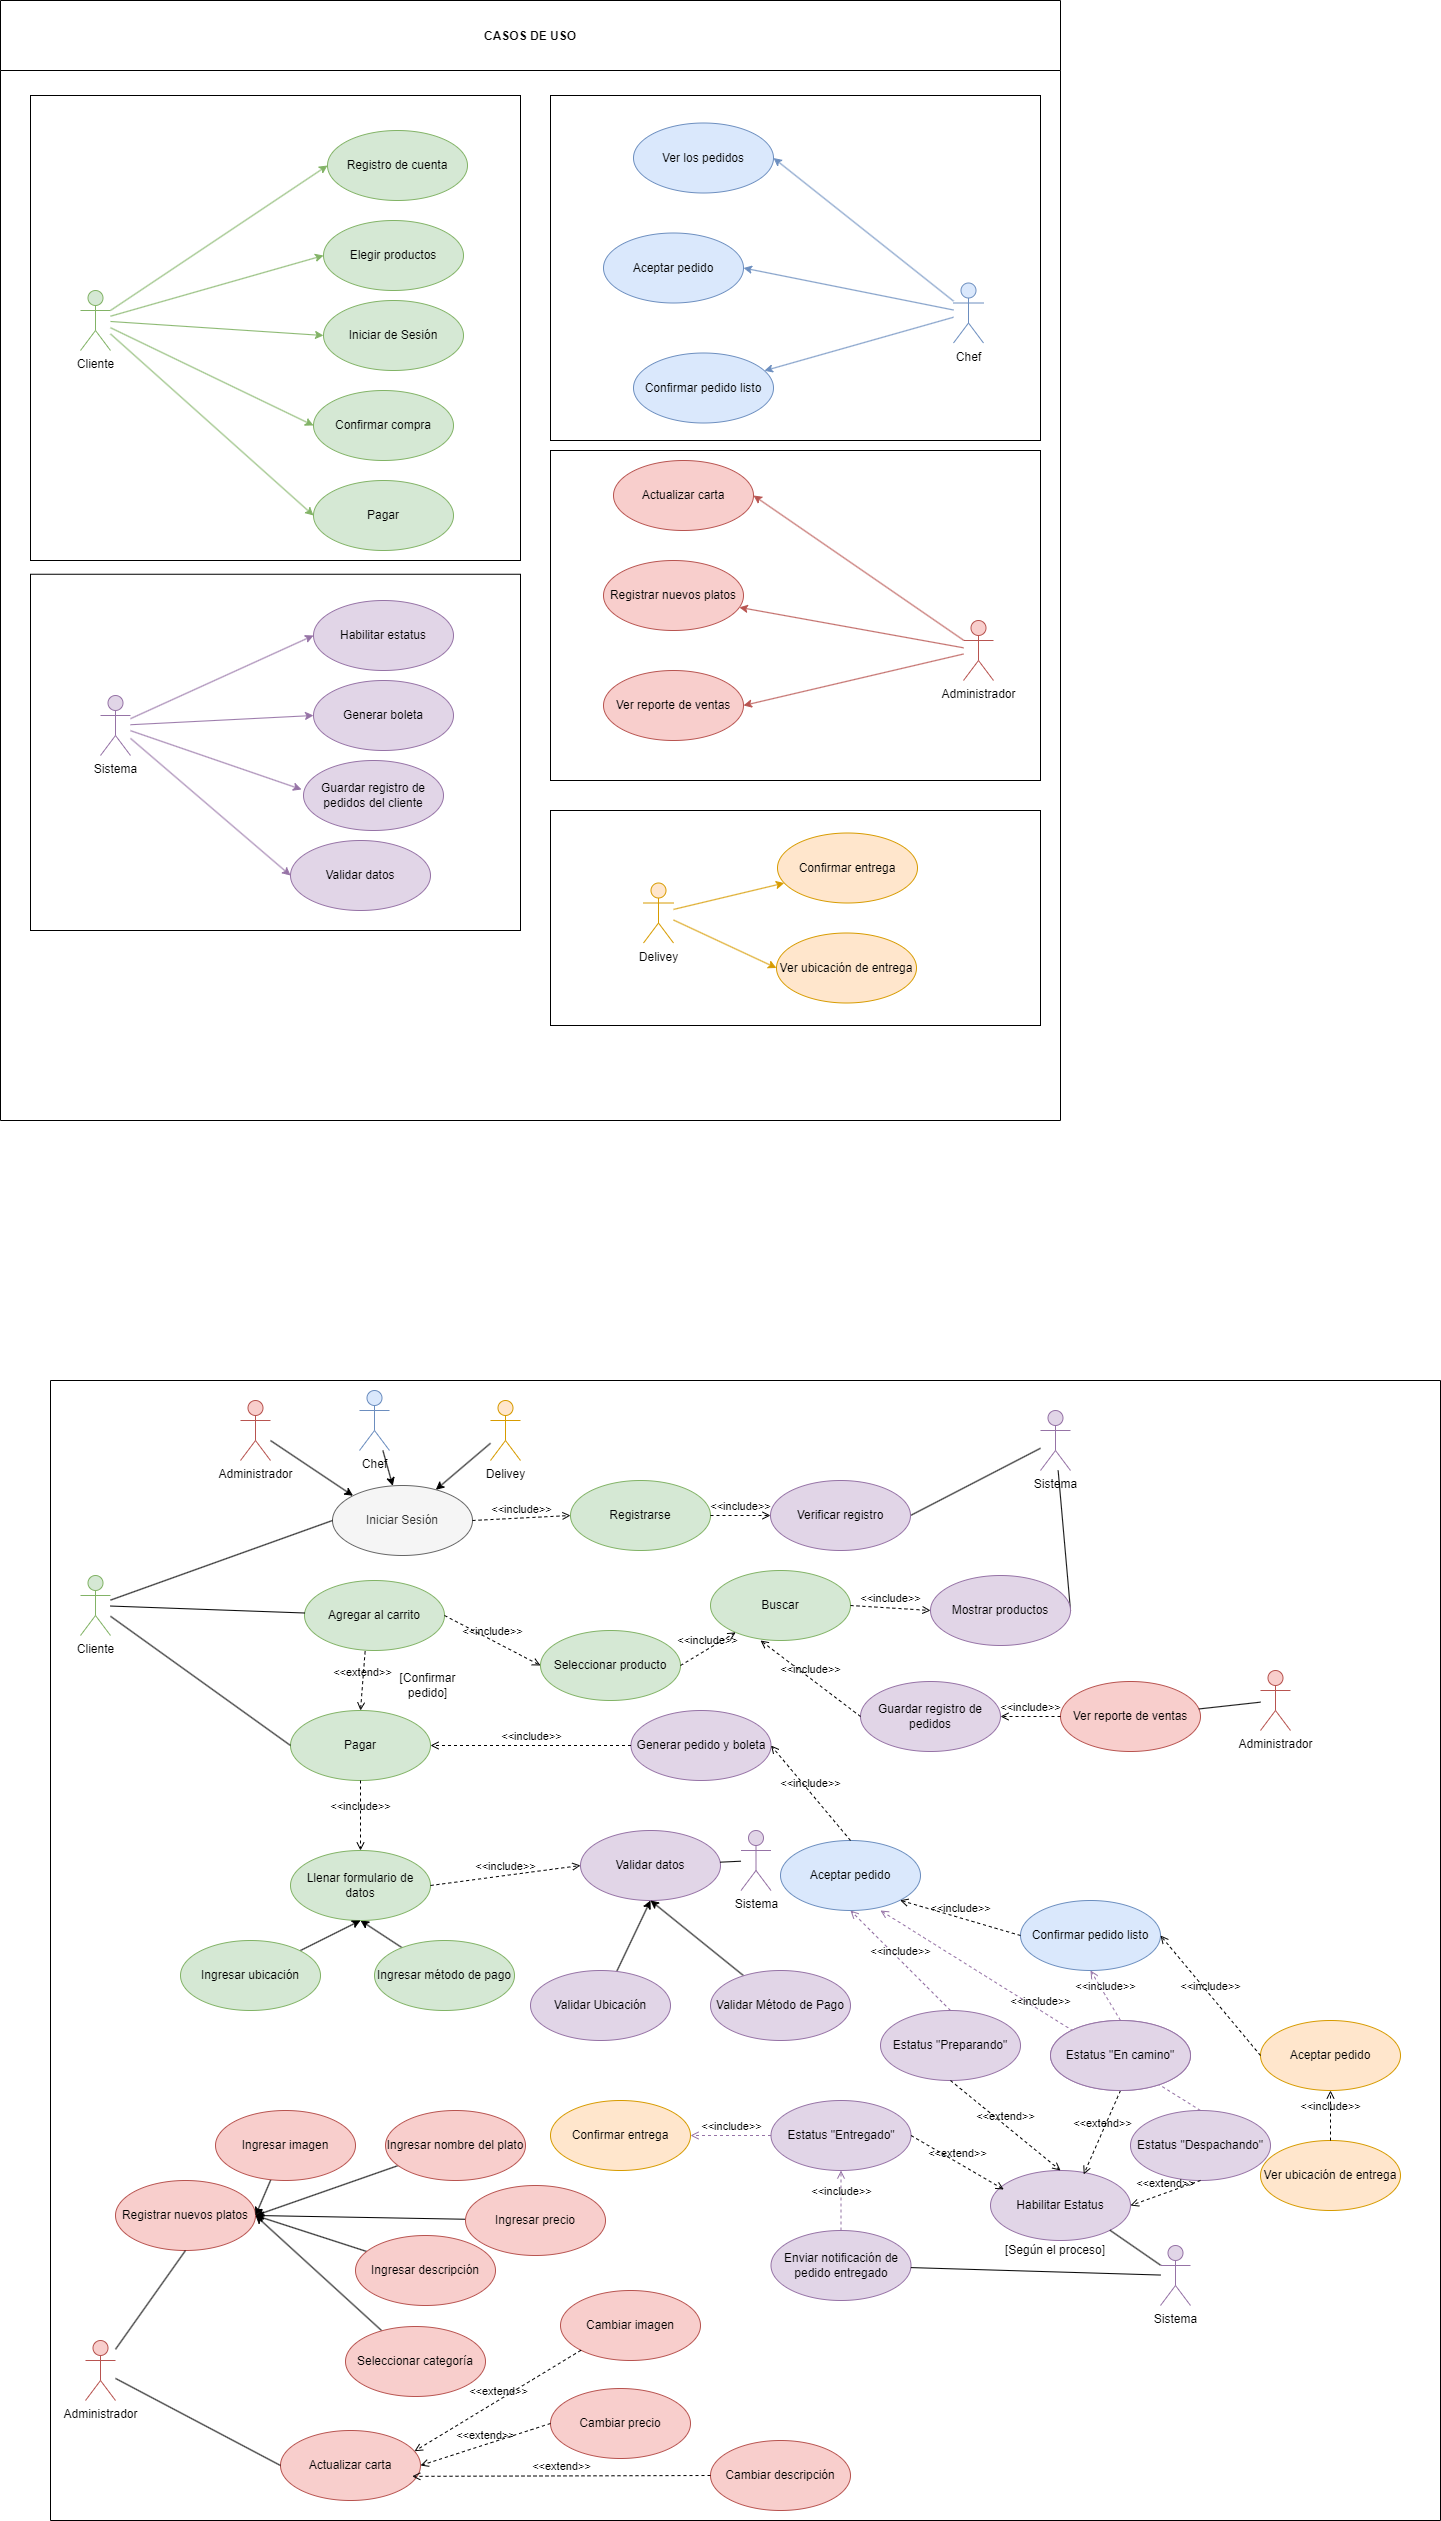 CASOS DE USO
Registro de cuenta
Elegir productos
Iniciar de Sesión
Confirmar compra
Pagar
Cliente
Ver los pedidos
Aceptar pedido
Confirmar pedido listo
Chef
Actualizar carta
Registrar nuevos platos
Ver reporte de ventas
Administrador
Habilitar estatus
Generar boleta
Guardar registro de
pedidos del cliente
Validar datos
Sistema
Confirmar entrega
Ver ubicación de entrega
Delivey
Administrador
Chef
Delivey
Sistema
Iniciar Sesión
<<include>>
Registrarse
<<include>>
Verificar registro
Cliente
Agregar al carrito
<<include>>
Seleccionar producto
<<include>>
Buscar
<<include>>
Mostrar productos
<<extend>>
[Confirmar
pedido]
<<include>>
Guardar registro de
pedidos
<<include>>
Ver reporte de ventas
Administrador
Pagar
<<include>>
Generar pedido y boleta
<<include>>
<<include>>
Llenar formulario de
datos
<<include>>
Validar datos
Sistema
Aceptar pedido
<<include>>
Confirmar pedido listo
Ingresar ubicación
Ingresar método de pago
Validar Ubicación
Validar Método de Pago
<<include>>
<<include>>
<<include>>
<<include>>
Estatus "Preparando"
Estatus "En camino"
Aceptar pedido
<<include>>
Ver ubicación de entrega
Confirmar entrega
<<include>>
Estatus "Entregado"
<<extend>>
<<extend>>
<<extend>>
Estatus "Despachando"
<<extend>>
Habilitar Estatus
[Según el proceso]
<<include>>
Enviar notificación de
pedido entregado
Sistema
Ingresar imagen
Ingresar nombre del plato
Registrar nuevos platos
Ingresar precio
Ingresar descripción
Seleccionar categoría
Administrador
Cambiar imagen
<<extend>>
Cambiar precio
<<extend>>
Actualizar carta
<<extend>>
Cambiar descripción